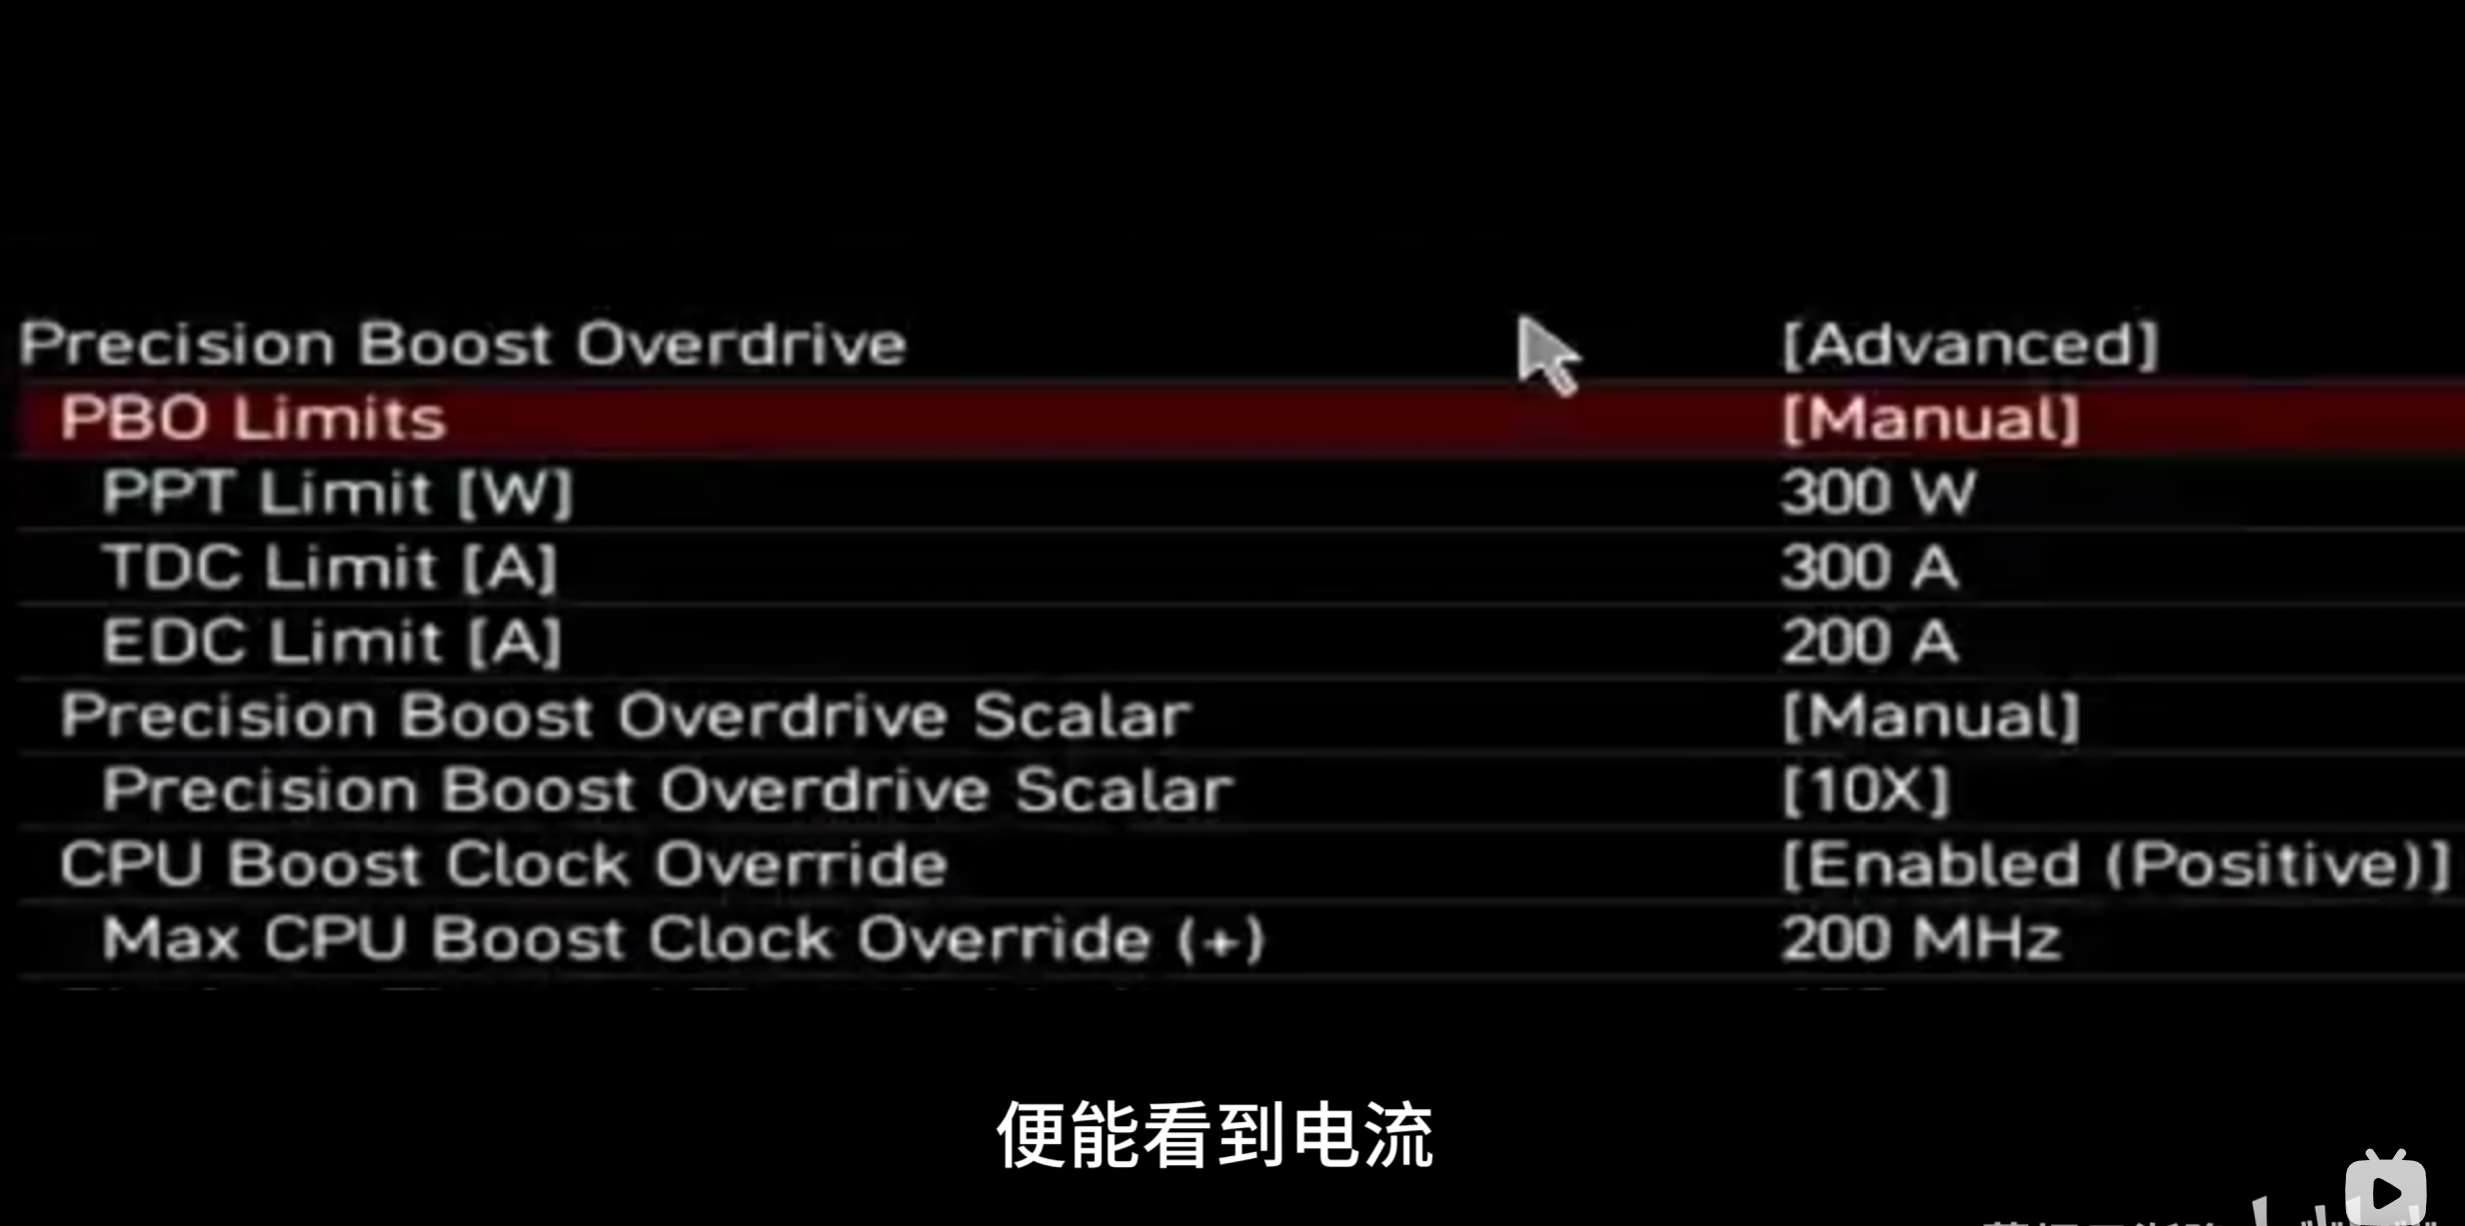 Precision Boost Overdrive [Advanced]
PBO Limits [Manual]
PPT Limit [W] 300 W
TDC Limit [A] 300 A
EDC Limit [A] 200 A
Precision Boost Overdrive Scalar [Manual]
Precision Boost Overdrive Scalar [10X]
CPU Boost Clock Override [Enabled (Positive)]
Max CPU Boost Clock Override (+) 200 MHz
便能看到电流